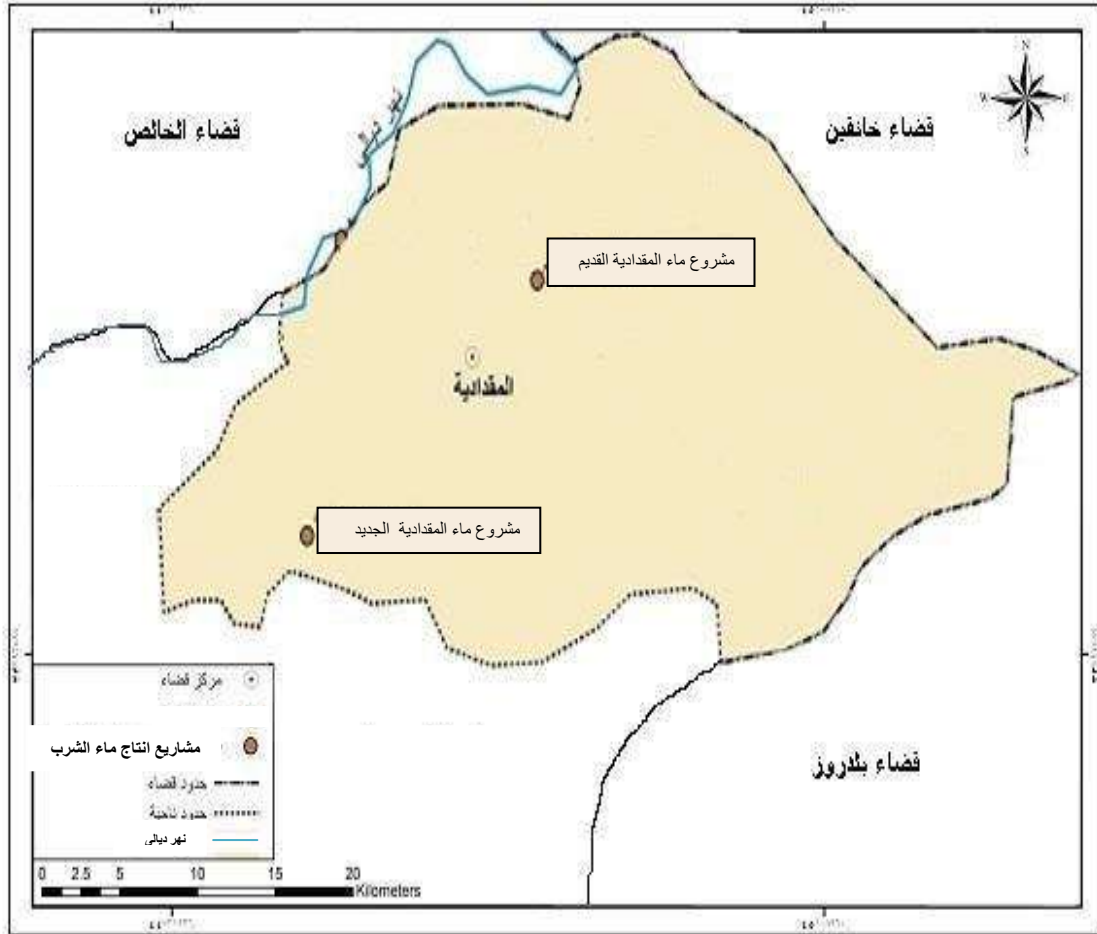 N
W
E
S
قضاء الخالص
قضاء خانقين
نهر ديالى
مشروع ماء المقدادية القديم
المقدادية
مشروع ماء المقدادية الجديد
قضاء بلدروز
مركز قضاء
مشاريع انتاج ماء الشرب
حدود قضاء
حدود ناحية
نهر ديالى
0 2.5 5 10 15 20
Kilometers